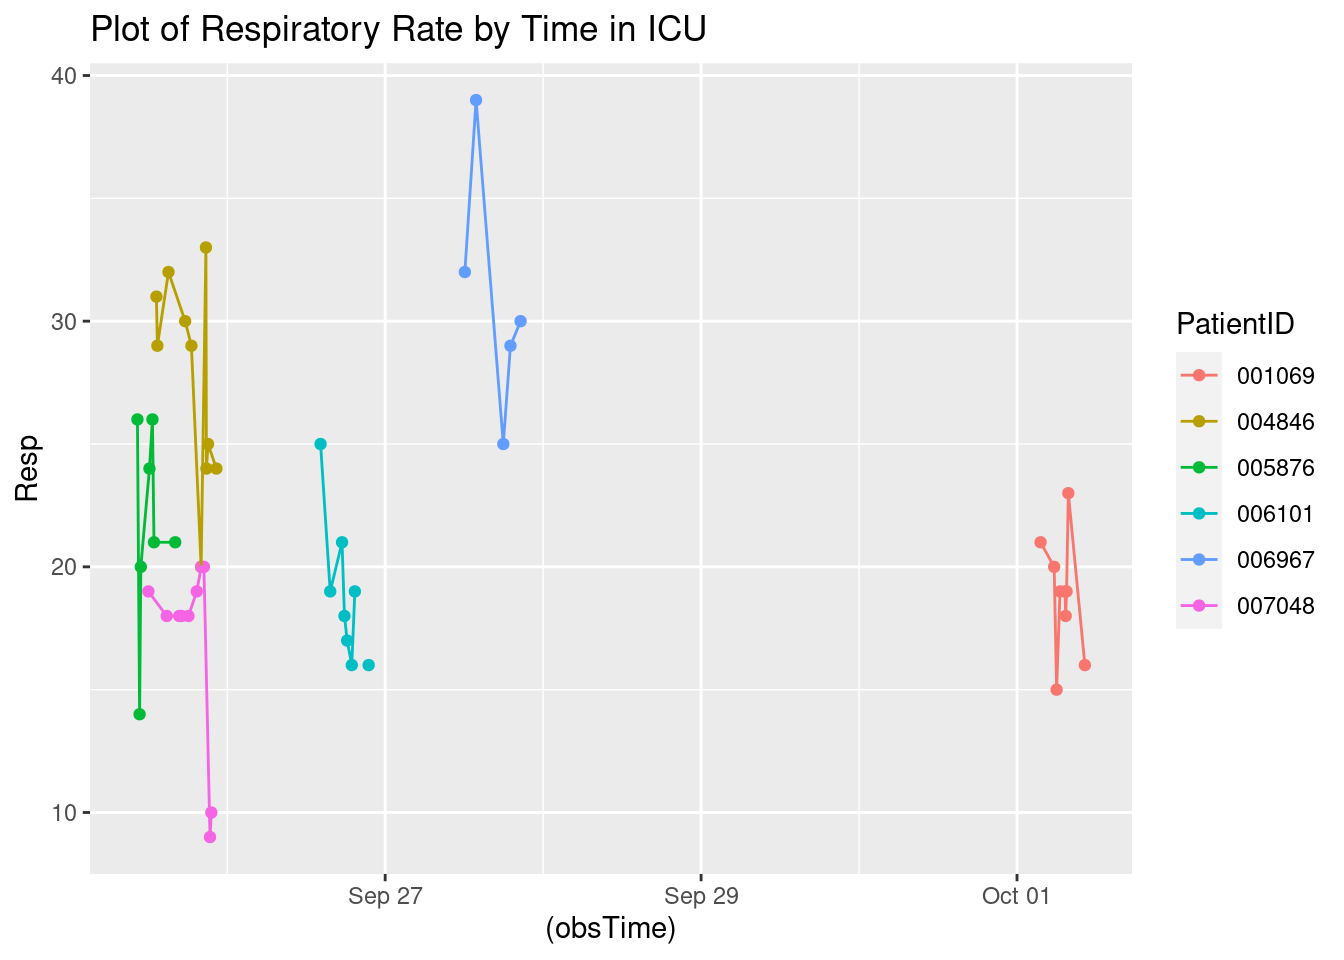 Plot of Respiratory Rate by Time in ICU
40
30
20
10
Resp
Sep 27
Sep 29
Oct 01
(obsTime)
PatientID
001069
004846
005876
006101
006967
007048